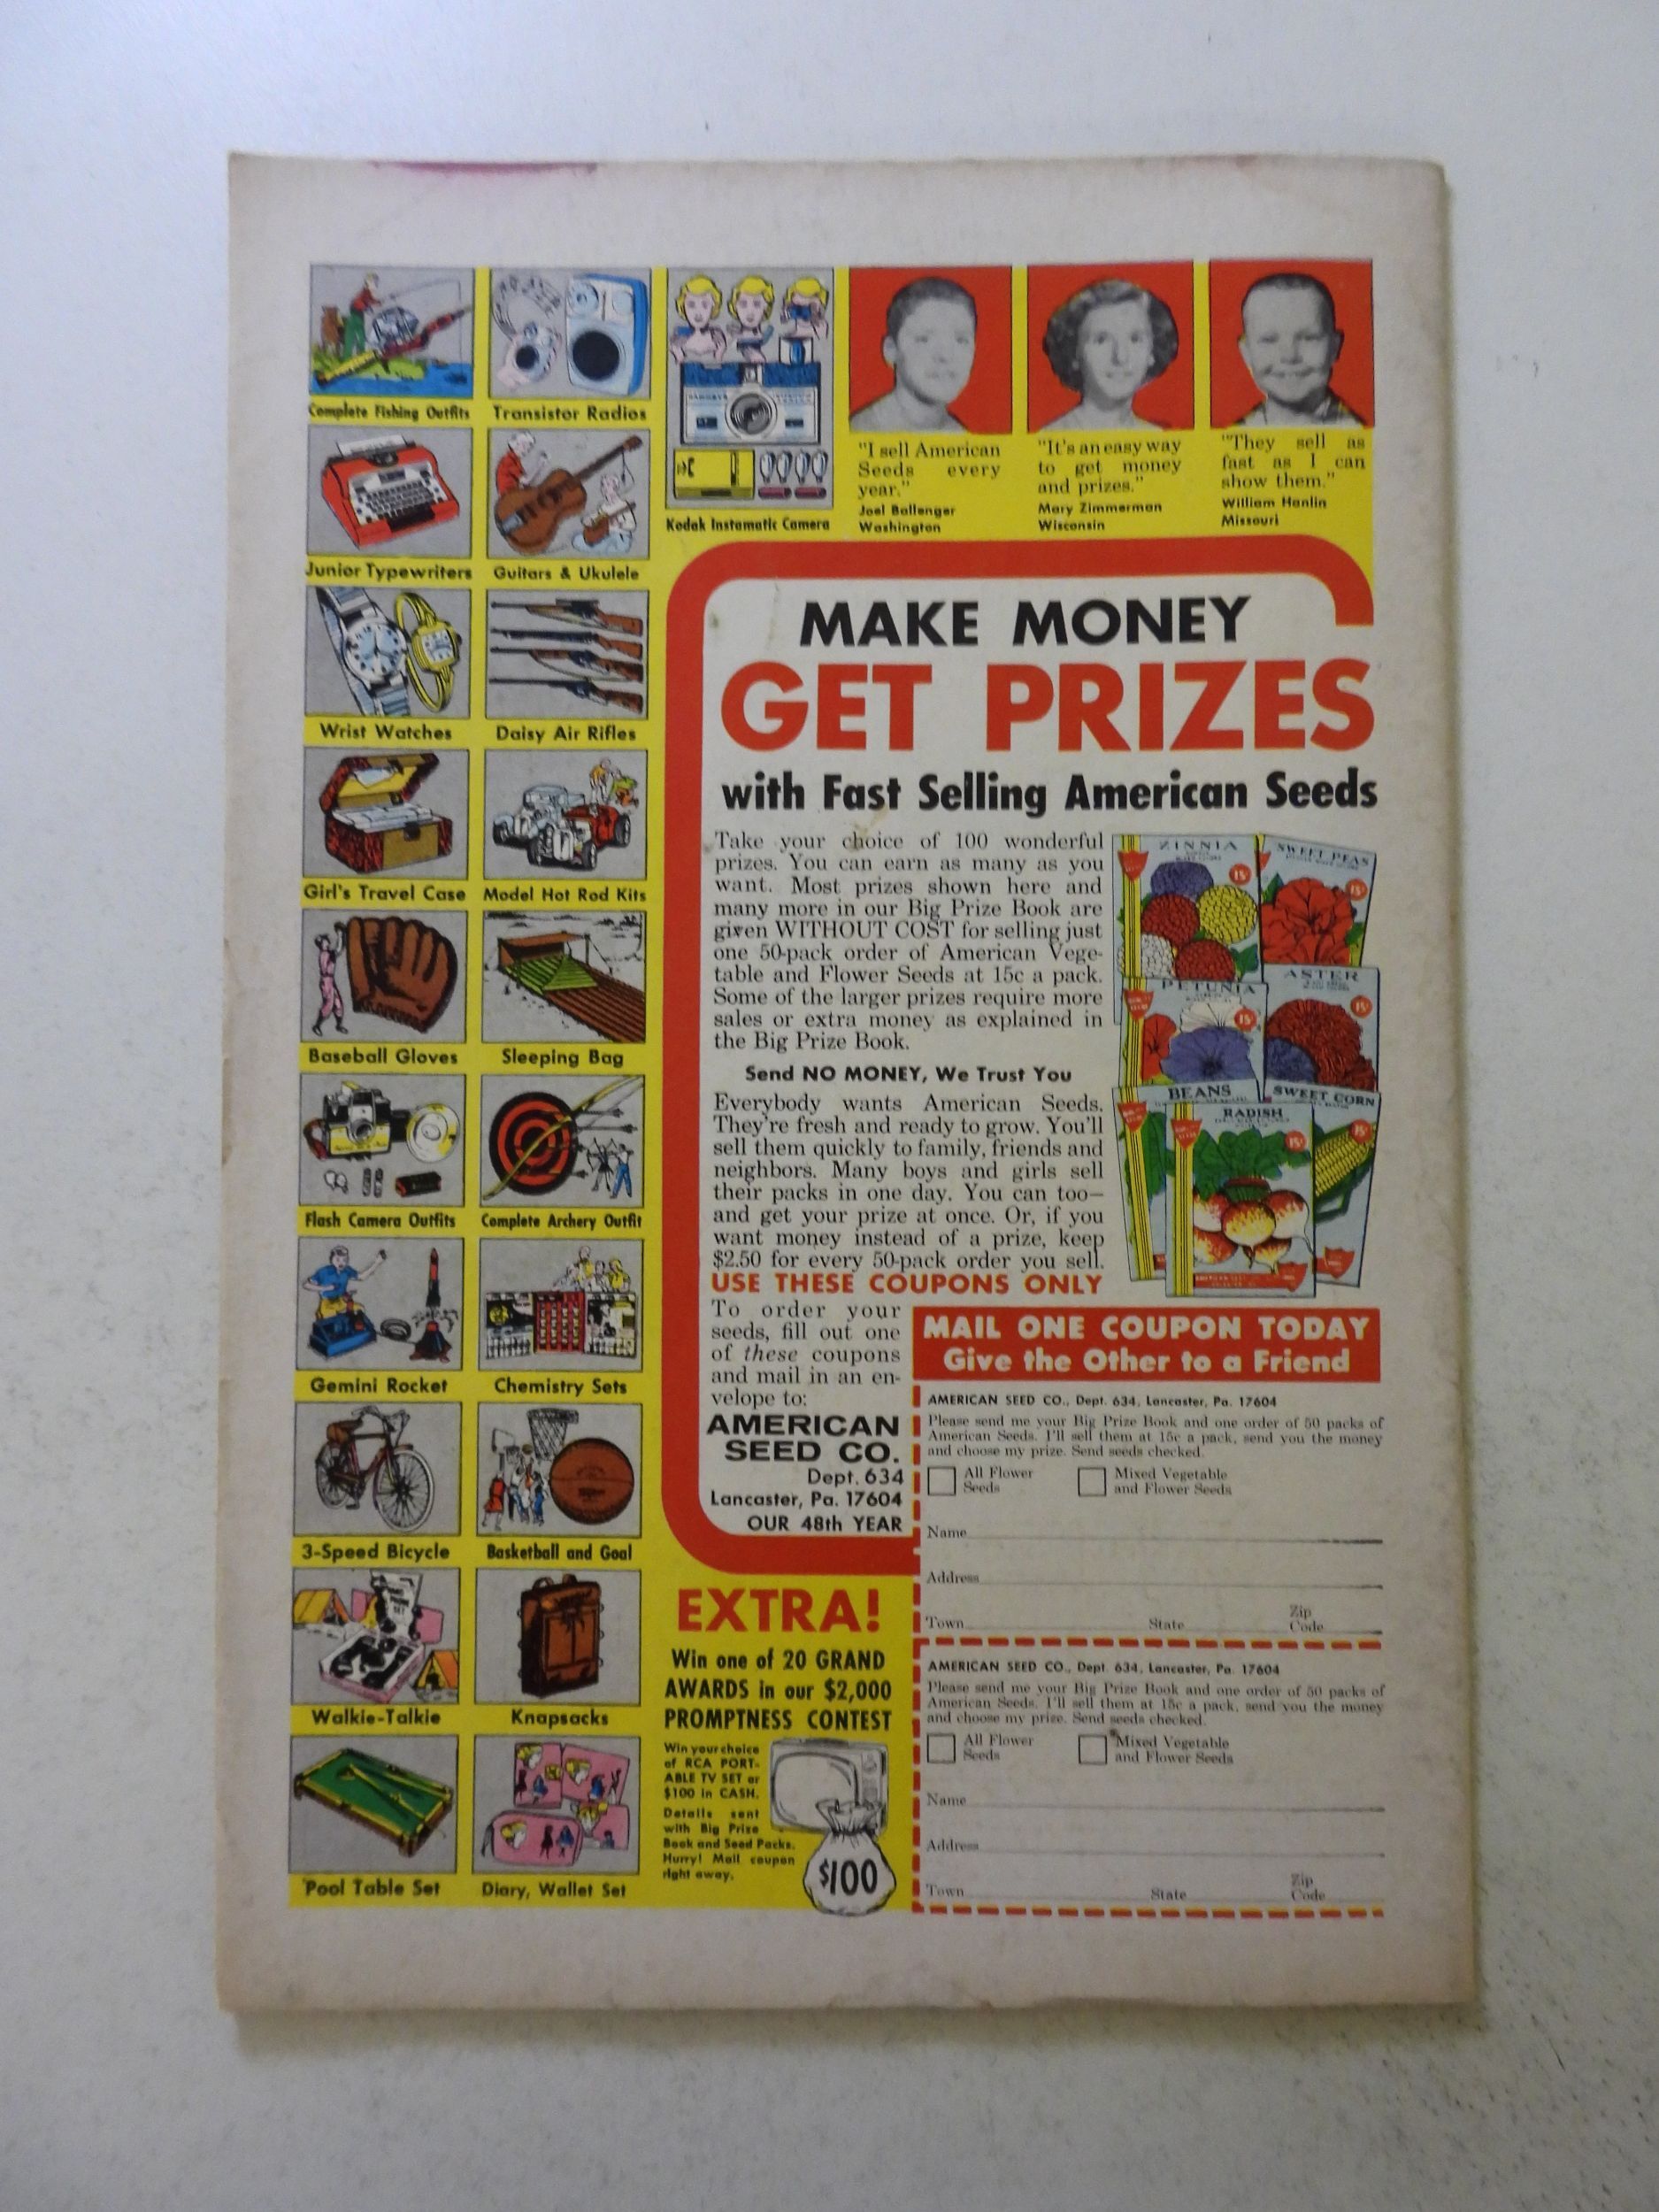 Complete Fishing Outfits
Transistor Radios
Kodak Instamatic Camera
Junior Typewriters
Guitars & Ukulele
Wrist Watches
Daisy Air Rifles
Girl's Travel Case
Model Hot Rod Kits
Baseball Gloves
Sleeping Bag
Flash Camera Outfits
Complete Archery Outfit
Gemini Rocket
Chemistry Sets
3-Speed Bicycle
Basketball and Goal
Walkie-Talkie
Knapsacks
Pool Table Set
Diary, Wallet Set
"I sell American
Seeds every
year."
Joel Ballenger
Washington
"It's an easy way
to get money
and prizes."
Mary Zimmerman
Wisconsin
"They sell as
fast as I can
show them."
William Hanlin
Missouri
MAKE MONEY
GET PRIZES
with Fast Selling American Seeds
Take your choice of 100 wonderful
prizes. You can earn as many as you
want. Most prizes shown here and
many more in our Big Prize Book are
given WITHOUT COST for selling just
one 50-pack order of American Vege-
table and Flower Seeds at 15c a pack.
Some of the larger prizes require more
sales or extra money as explained in
the Big Prize Book.
Send NO MONEY, We Trust You
Everybody wants American Seeds.
They're fresh and ready to grow. You'll
sell them quickly to family, friends and
neighbors. Many boys and girls sell
their packs in one day. You can too—
and get your prize at once. Or, if you
want money instead of a prize, keep
$2.50 for every 50-pack order you sell.
USE THESE COUPONS ONLY
ZINNIA
15¢
SWEET PEAS
15¢
PETUNIA
15¢
ASTER
15¢
BEANS
SWEET CORN
15¢
RADISH
15¢
To order your
seeds, fill out one
of these coupons
and mail in an en-
velope to:
AMERICAN
SEED CO.
Dept. 634
Lancaster, Pa. 17604
OUR 48th YEAR
MAIL ONE COUPON TODAY
Give the Other to a Friend
AMERICAN SEED CO., Dept. 634, Lancaster, Pa. 17604
Please send me your Big Prize Book and one order of 50 packs of
American Seeds. I'll sell them at 15c a pack, send you the money
and choose my prize. Send seeds checked.
All Flower
Seeds
Mixed Vegetable
and Flower Seeds
Name
Address
Town State Zip
Code
AMERICAN SEED CO., Dept. 634, Lancaster, Pa. 17604
Please send me your Big Prize Book and one order of 50 packs of
American Seeds. I'll sell them at 15c a pack, send you the money
and choose my prize. Send seeds checked.
All Flower
Seeds
Mixed Vegetable
and Flower Seeds
Name
Address
Town State Zip
Code
EXTRA!
Win one of 20 GRAND
AWARDS in our $2,000
PROMPTNESS CONTEST
Win your choice
of RCA PORT-
ABLE TV SET or
$100 in CASH.
Details sent
with Big Prize
Book and Seed Packs.
Hurry! Mail coupon
right away.
$100